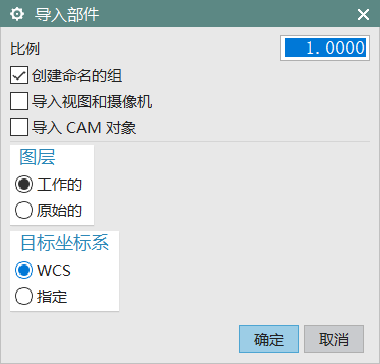 导入部件
比例 1.0000
创建命名的组
导入视图和摄像机
导入 CAM 对象
图层
工作的
原始的
目标坐标系
WCS
指定
确定 取消